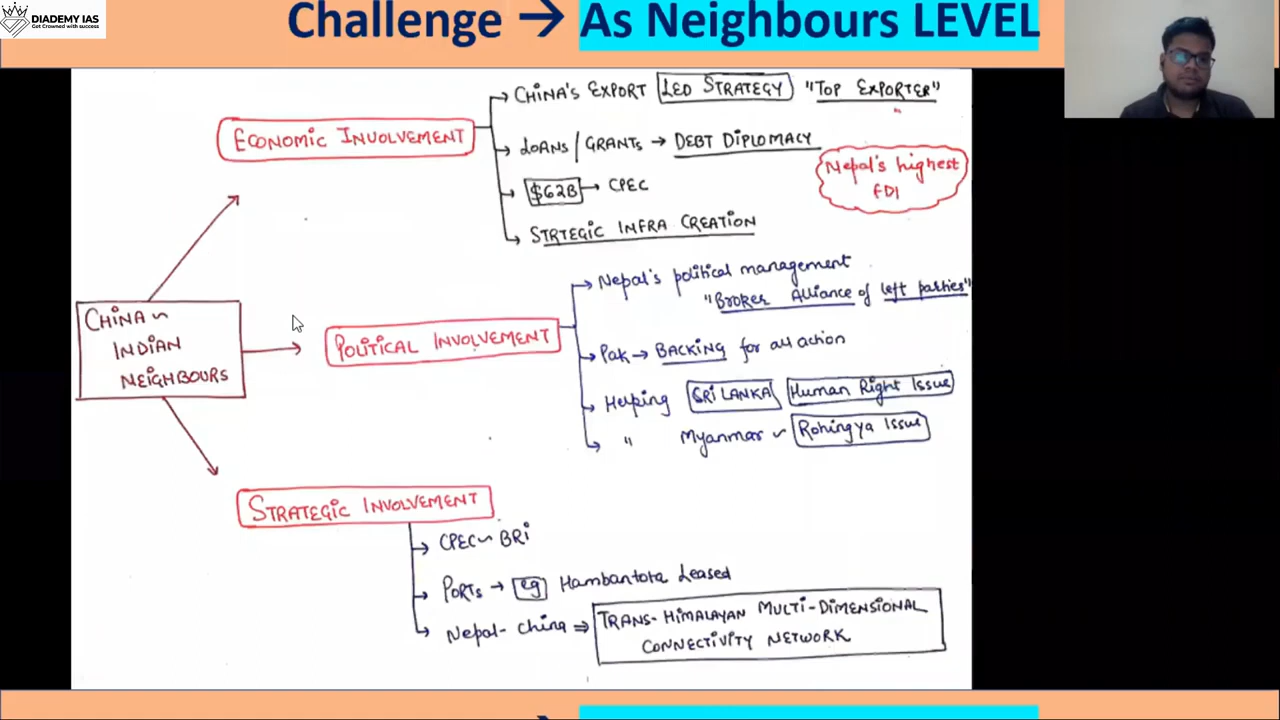 DIADEMY IAS
Get Crowned with success
Challenge → As Neighbours LEVEL
CHINA ~
INDIAN
NEIGHBOURS
ECONOMIC INVOLVEMENT
→ CHINA'S EXPORT LED STRATEGY "TOP EXPORTER"
→ LOANS / GRANTS → DEBT DIPLOMACY
→ $62B → CPEC
→ STRTEGIC INFRA CREATION
Nepal's highest
FDI
POLITICAL INVOLVEMENT
→ Nepal's political management
"Broker Alliance of left parties"
→ Pak → BACKING for all action
→ Helping SRI LANKA Human Right Issue
→ " Myanmar ~ Rohingya Issue
STRATEGIC INVOLVEMENT
→ CPEC ~ BRI
→ PORTS → eg Hambantota Leased
→ Nepal - China ⇒ TRANS-HIMALAYAN MULTI-DIMENSIONAL
CONNECTIVITY NETWORK